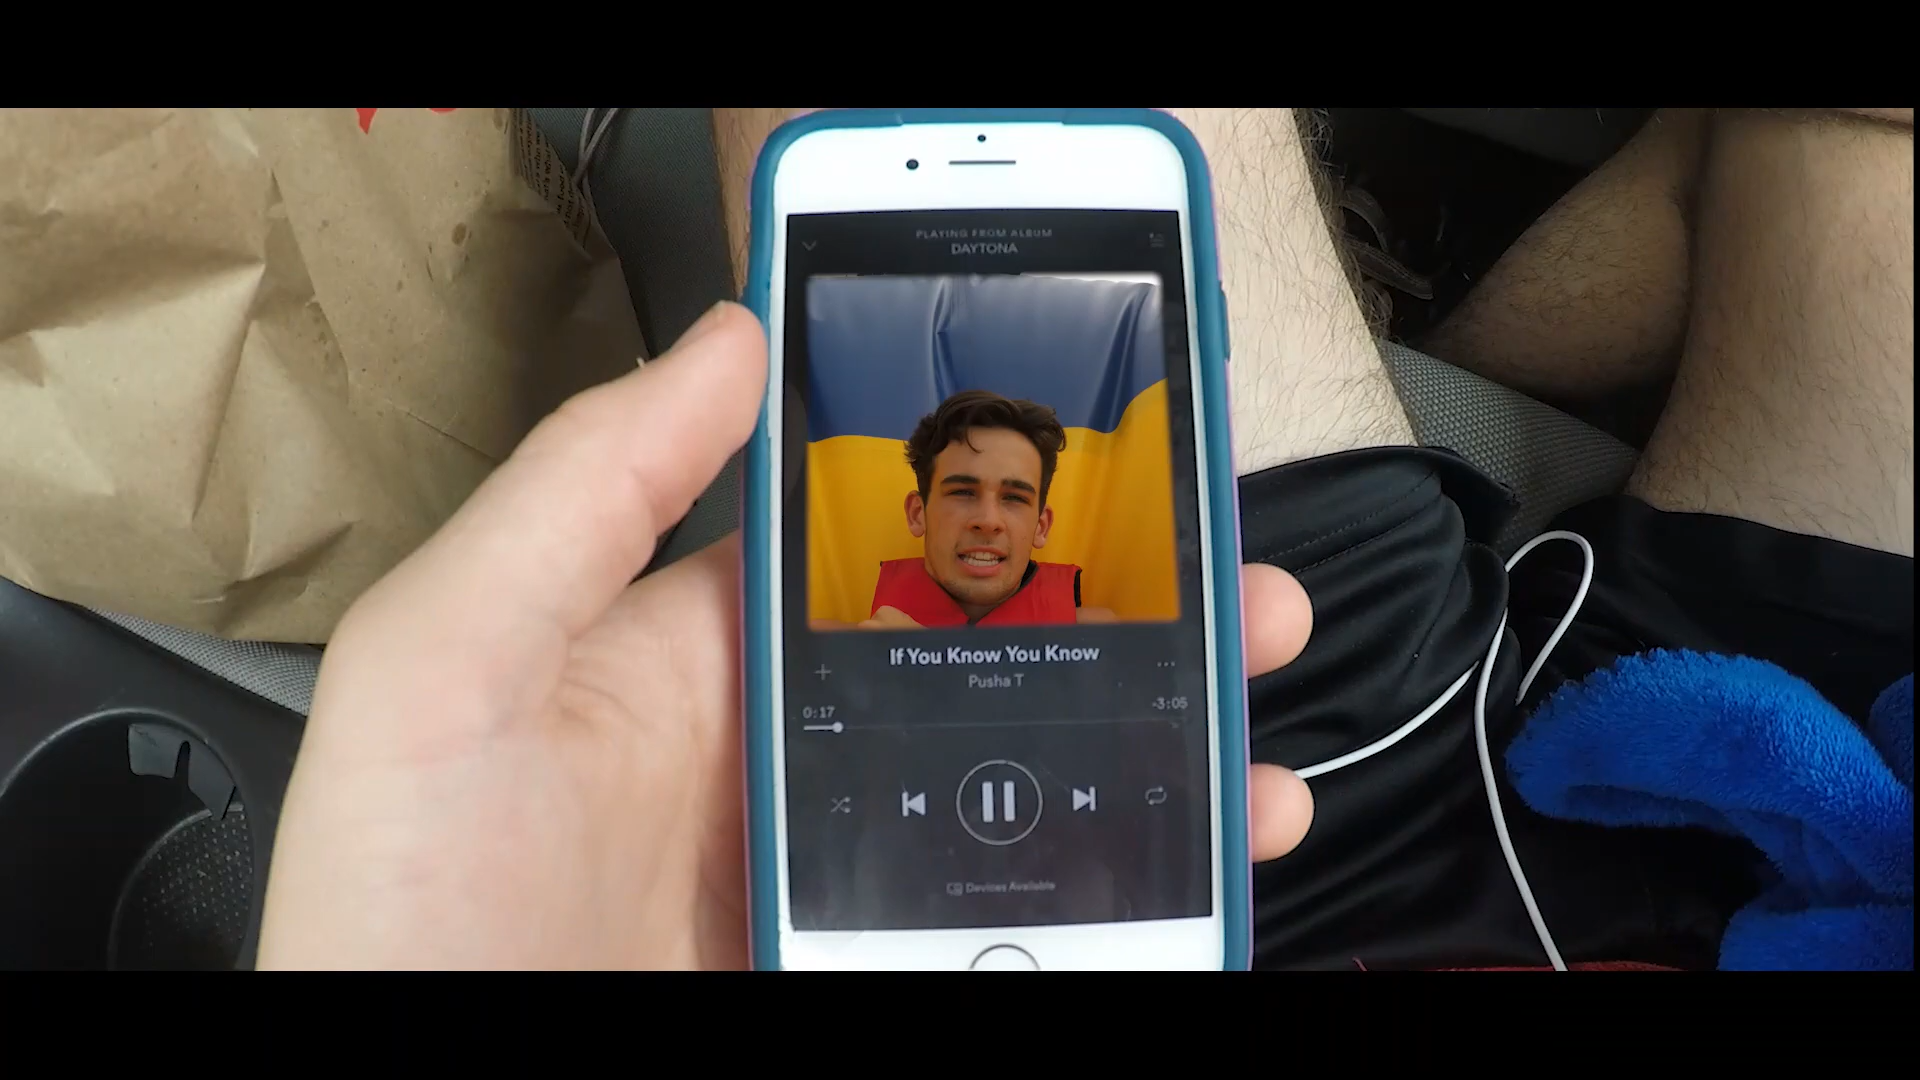 PLAYING FROM ALBUM
DAYTONA
If You Know You Know
Pusha T
0:17
-3:05
Devices Available